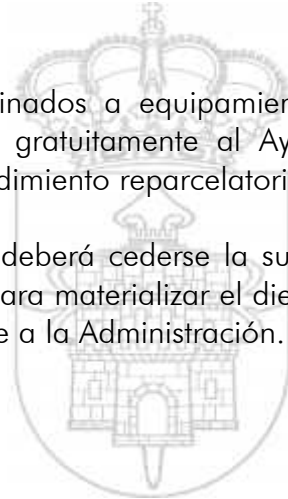 inados a equipamien
gratuitamente al Ay
dimiento reparcelatori
deberá cederse la su
ara materializar el die
e a la Administración.